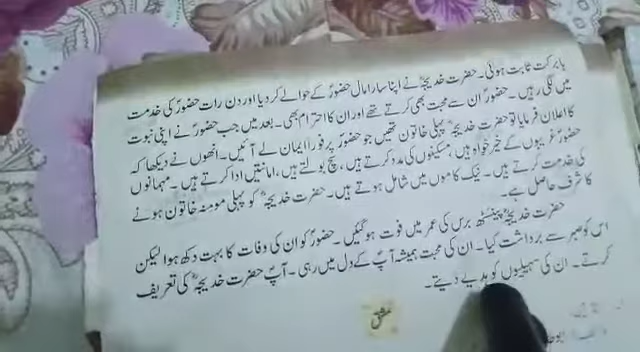 بابرکت ثابت ہوئی۔ حضرت خدیجہؓ نے اپنا سارا مال حضورؐ کے حوالے کر دیا اور دن رات حضورؐ کی خدمت
میں لگی رہیں۔ حضورؐ ان سے محبت بھی کرتے تھے اور ان کا احترام بھی۔ بعد میں جب حضورؐ نے اپنی نبوت
کا اعلان فرمایا تو حضرت خدیجہؓ پہلی خاتون تھیں جو حضورؐ پر فوراً ایمان لے آئیں۔ انھوں نے دیکھا کہ
حضورؐ غریبوں کے خیرخواہ ہیں، مسکینوں کی مدد کرتے ہیں، سچ بولتے ہیں، امانتیں ادا کرتے ہیں۔ مہمانوں
کی خدمت کرتے ہیں۔ نیک کاموں میں شامل ہوتے ہیں۔ حضرت خدیجہؓ کو پہلی مومنہ خاتون ہونے
کا شرف حاصل ہے۔
حضرت خدیجہؓ پینسٹھ برس کی عمر میں فوت ہو گئیں۔ حضورؐ کو ان کی وفات کا بہت دکھ ہوا لیکن
اس کو صبر سے برداشت کیا۔ ان کی محبت ہمیشہ آپؐ کے دل میں رہی۔ آپؐ حضرت خدیجہؓ کی تعریف
کرتے۔ ان کی سہیلیوں کو ہدیے دیتے۔
مشق